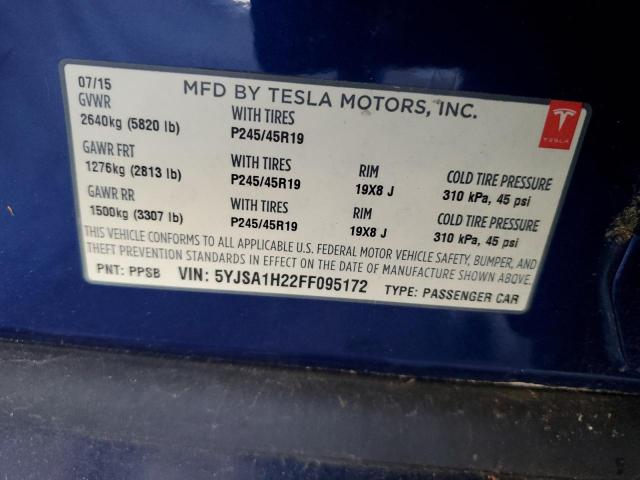 07/15 MFD BY TESLA MOTORS, INC.
GVWR WITH TIRES
2640kg (5820 lb) P245/45R19
TESLA
GAWR FRT WITH TIRES RIM COLD TIRE PRESSURE
1276kg (2813 lb) P245/45R19 19X8 J 310 kPa, 45 psi
GAWR RR WITH TIRES RIM COLD TIRE PRESSURE
1500kg (3307 lb) P245/45R19 19X8 J 310 kPa, 45 psi
THIS VEHICLE CONFORMS TO ALL APPLICABLE U.S. FEDERAL MOTOR VEHICLE SAFETY, BUMPER, AND
THEFT PREVENTION STANDARDS IN EFFECT ON THE DATE OF MANUFACTURE SHOWN ABOVE.
PNT: PPSB VIN: 5YJSA1H22FF095172 TYPE: PASSENGER CAR